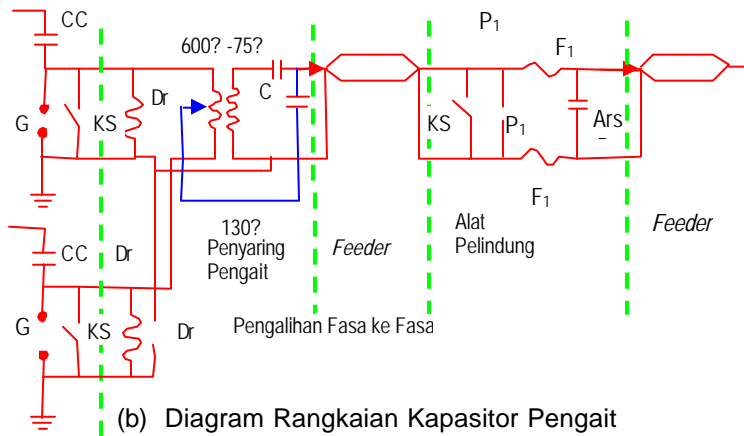 CC
P1
600? -75?
F1
C
Dr
G
KS
KS
P1
Ars
F1
130?
Penyaring
Pengait
Feeder
Alat
Pelindung
Feeder
CC
Dr
G
KS
Dr
Pengalihan Fasa ke Fasa
(b) Diagram Rangkaian Kapasitor Pengait